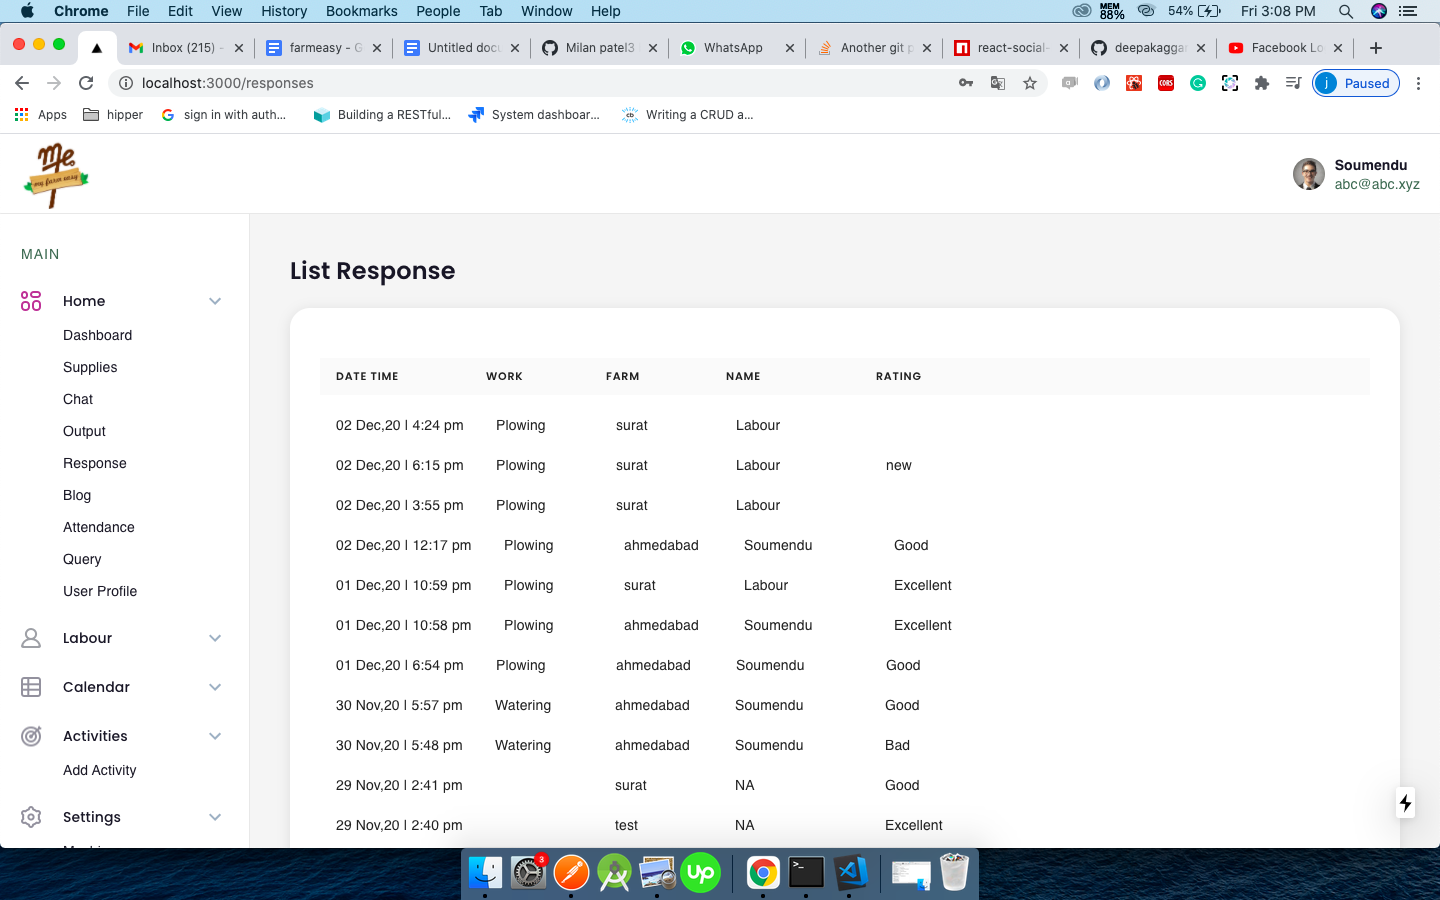 Chrome File Edit View History Bookmarks People Tab Window Help MEM 88% 54% Fri 3:08 PM
Inbox (215) - farmeasy - G Untitled docu Milan patel3 WhatsApp Another git p react-social- deepakaggar Facebook Lo
localhost:3000/responses CORS j Paused
Apps hipper sign in with auth... Building a RESTful... System dashboar... cb Writing a CRUD a...
Me
my farm easy
Soumendu
abc@abc.xyz
MAIN
Home
Dashboard
Supplies
Chat
Output
Response
Blog
Attendance
Query
User Profile
Labour
Calendar
Activities
Add Activity
Settings
List Response
DATE TIME WORK FARM NAME RATING
02 Dec,20 | 4:24 pm Plowing surat Labour
02 Dec,20 | 6:15 pm Plowing surat Labour new
02 Dec,20 | 3:55 pm Plowing surat Labour
02 Dec,20 | 12:17 pm Plowing ahmedabad Soumendu Good
01 Dec,20 | 10:59 pm Plowing surat Labour Excellent
01 Dec,20 | 10:58 pm Plowing ahmedabad Soumendu Excellent
01 Dec,20 | 6:54 pm Plowing ahmedabad Soumendu Good
30 Nov,20 | 5:57 pm Watering ahmedabad Soumendu Good
30 Nov,20 | 5:48 pm Watering ahmedabad Soumendu Bad
29 Nov,20 | 2:41 pm surat NA Good
29 Nov,20 | 2:40 pm test NA Excellent
3
Up